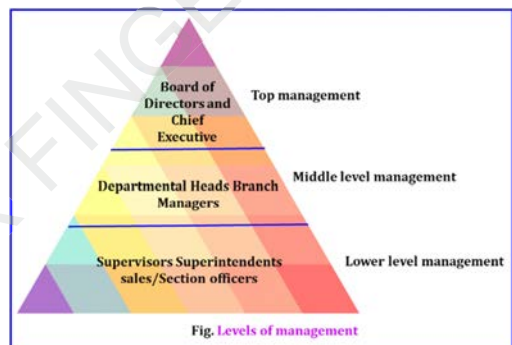 Board of
Directors and
Chief
Executive
Top management
Departmental Heads Branch
Managers
Middle level management
Supervisors Superintendents
sales/Section officers
Lower level management
Fig. Levels of management